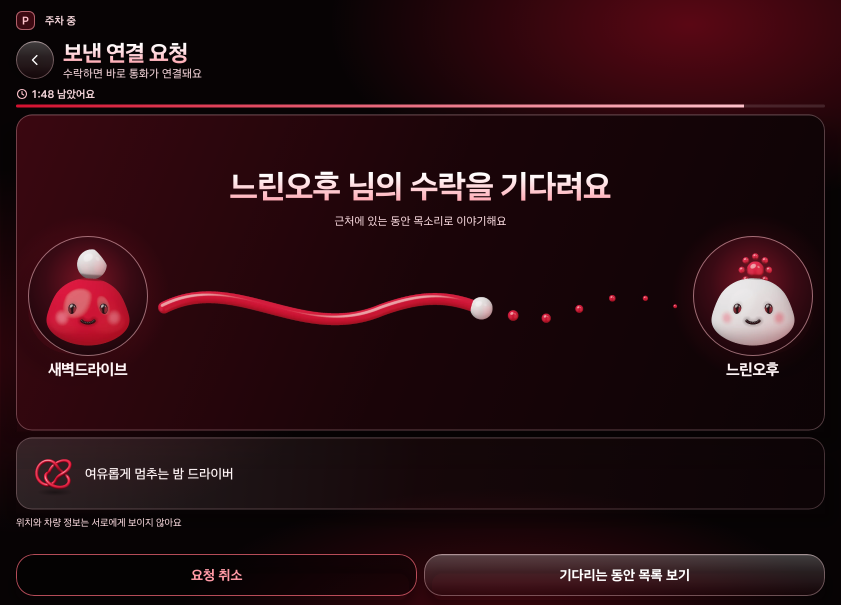 P 주차 중
보낸 연결 요청
수락하면 바로 통화가 연결돼요
1:48 남았어요
느린오후 님의 수락을 기다려요
근처에 있는 동안 목소리로 이야기해요
새벽드라이브
느린오후
여유롭게 멈추는 밤 드라이버
위치와 차량 정보는 서로에게 보이지 않아요
요청 취소
기다리는 동안 목록 보기